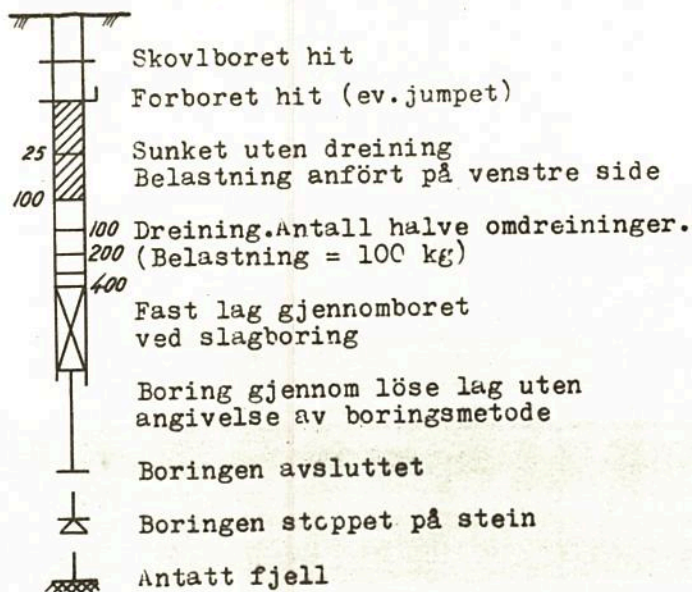 Skovlboret hit
Forboret hit (ev.jumpet)
25 Sunket uten dreining
Belastning anfört på venstre side
100
100 Dreining.Antall halve omdreininger.
200 (Belastning = 100 kg)
400
Fast lag gjennomboret
ved slagboring
Boring gjennom löse lag uten
angivelse av boringsmetode
Boringen avsluttet
Boringen stoppet på stein
Antatt fjell